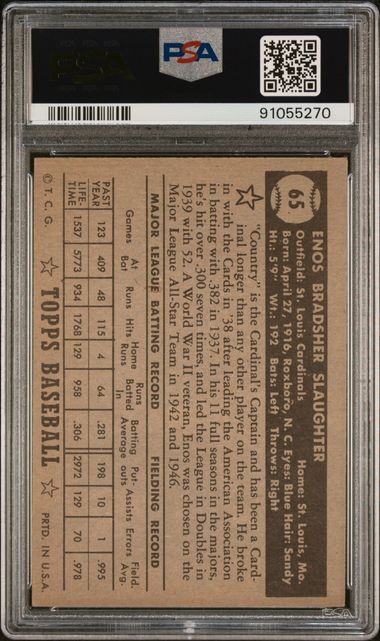 PSA
PSA
91055270
65
ENOS BRADSHER SLAUGHTER
Outfield: St. Louis Cardinals Home: St. Louis, Mo.
Born: April 27, 1916, Roxboro, N. C. Eyes: Blue Hair: Sandy
Ht.: 5'9" Wt.: 192 Bats: Left Throws: Right
"Country" is the Cardinal's Captain and has been a Card-
inal longer than any other player on the team. He broke
in with the Cards in '38 after leading the American Association
in batting with .382 in 1937. In his 11 full seasons in the majors,
he's hit over .300 seven times, and led the League in Doubles in
1939 with 52. A World War II veteran, Enos was chosen on the
Major League All-Star Team in 1942 and 1946.
MAJOR LEAGUE BATTING RECORD FIELDING RECORD
Games At Bat Runs Hits Home Runs Runs Batted In Batting Average Put-outs Assists Errors Field. Avg.
PAST YEAR 123 409 48 115 4 64 .281 198 10 1 .995
LIFE TIME 1537 5773 934 1768 129 958 .306 2972 129 70 .978
© T. C. G. TOPPS BASEBALL PRTD. IN U.S.A.
PSA